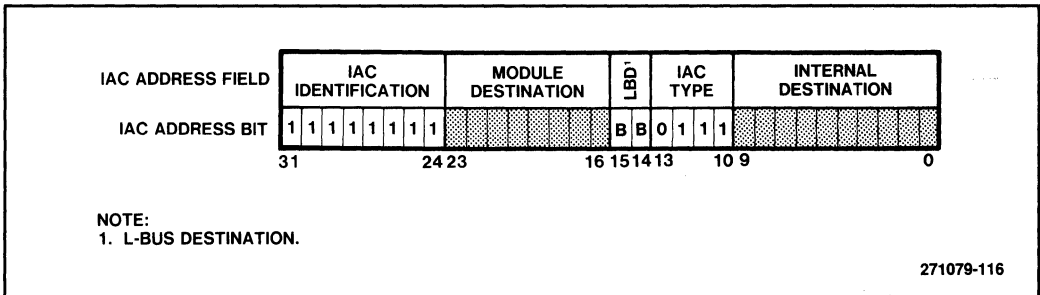 IAC ADDRESS FIELD
IAC IDENTIFICATION
MODULE DESTINATION
LBD¹
IAC TYPE
INTERNAL DESTINATION
IAC ADDRESS BIT
1 1 1 1 1 1 1 1
B B 0 1 1 1
31 24 23 16 15 14 13 10 9 0
NOTE:
1. L-BUS DESTINATION.
271079-116